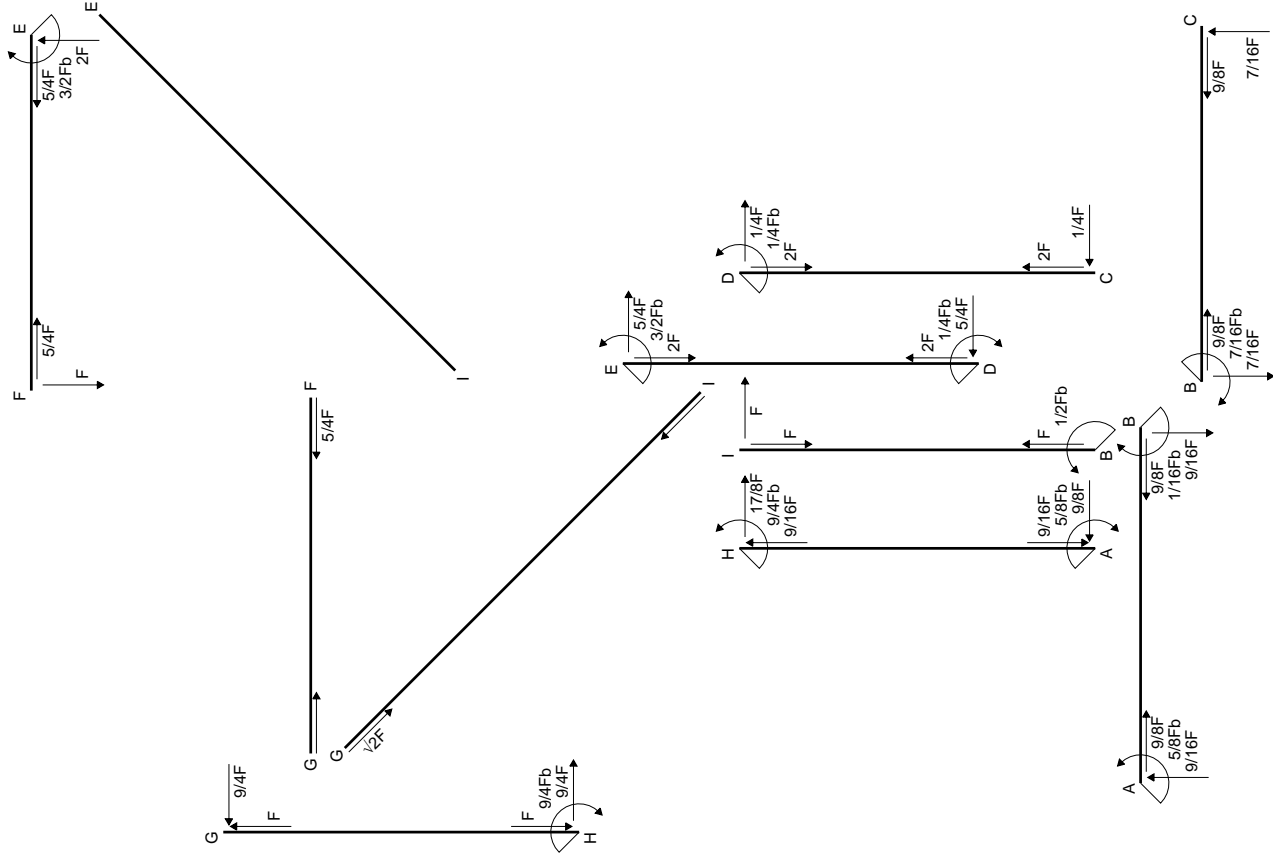 F
E
5/4F
F
5/4F
3/2Fb
2F
E
I
G
F
5/4F
G
√2F
I
G
9/4F
F
F
9/4Fb
9/4F
H
D
1/4F
1/4Fb
2F
2F
1/4F
C
E
5/4F
3/2Fb
2F
2F
1/4Fb
5/4F
D
I
F
F
F
1/2Fb
B
H
17/8F
9/4Fb
9/16F
9/16F
5/8Fb
9/8F
A
A
9/8F
5/8Fb
9/16F
B
9/8F
1/16Fb
9/16F
B
9/8F
7/16Fb
7/16F
C
9/8F
7/16F